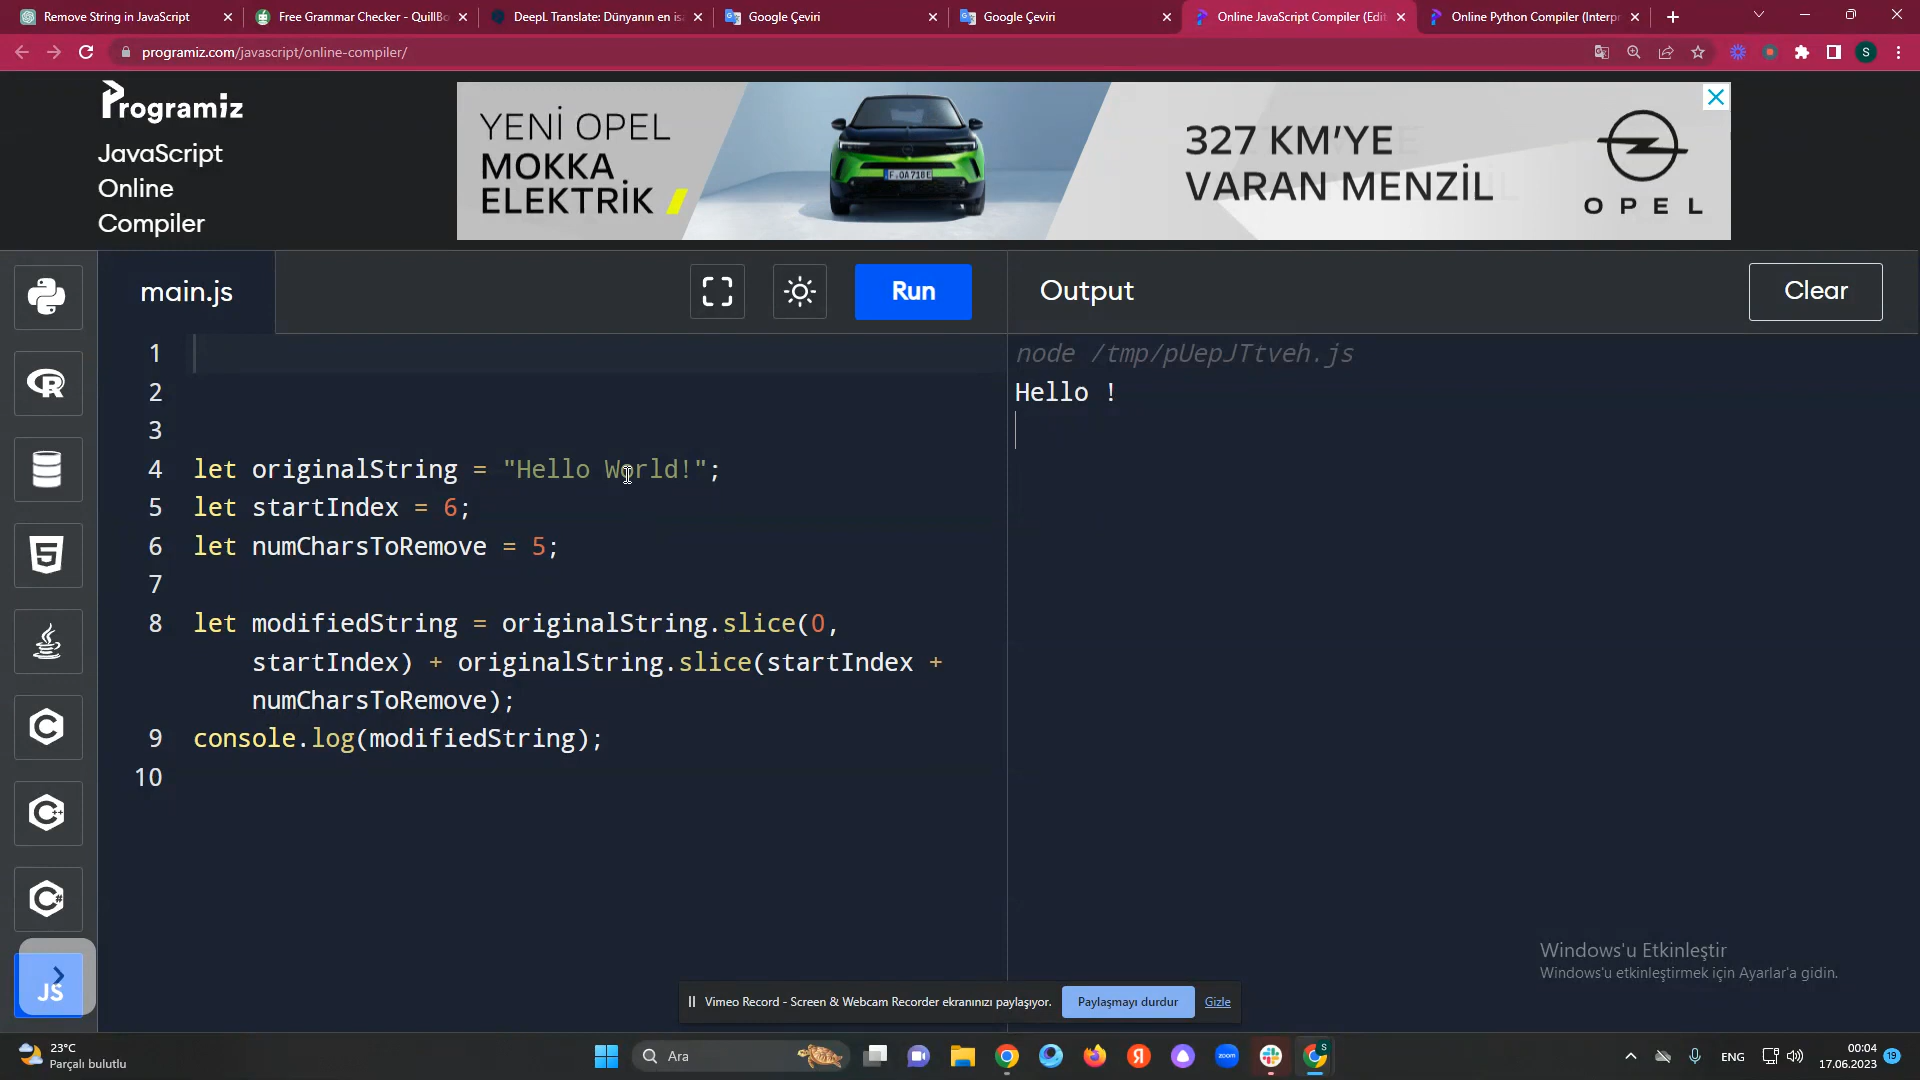 Remove String in JavaScript
Free Grammar Checker - QuillBo
DeepL Translate: Dünyanın en is
Google Çeviri
Google Çeviri
Online JavaScript Compiler (Edit
Online Python Compiler (Interpr
programiz.com/javascript/online-compiler/
S
Programiz
JavaScript
Online
Compiler
YENİ OPEL
MOKKA
ELEKTRİK
327 KM'YE
VARAN MENZİL
OPEL
main.js
Run
Output
Clear
1
2
3
4 let originalString = "Hello World!";
5 let startIndex = 6;
6 let numCharsToRemove = 5;
7
8 let modifiedString = originalString.slice(0,
startIndex) + originalString.slice(startIndex +
numCharsToRemove);
9 console.log(modifiedString);
10
node /tmp/pUepJTtveh.js
Hello !
JS
Windows'u Etkinleştir
Windows'u etkinleştirmek için Ayarlar'a gidin.
Vimeo Record - Screen & Webcam Recorder ekranınızı paylaşıyor.
Paylaşmayı durdur
Gizle
23°C
Parçalı bulutlu
Ara
zoom
ENG
00:04
17.06.2023
19